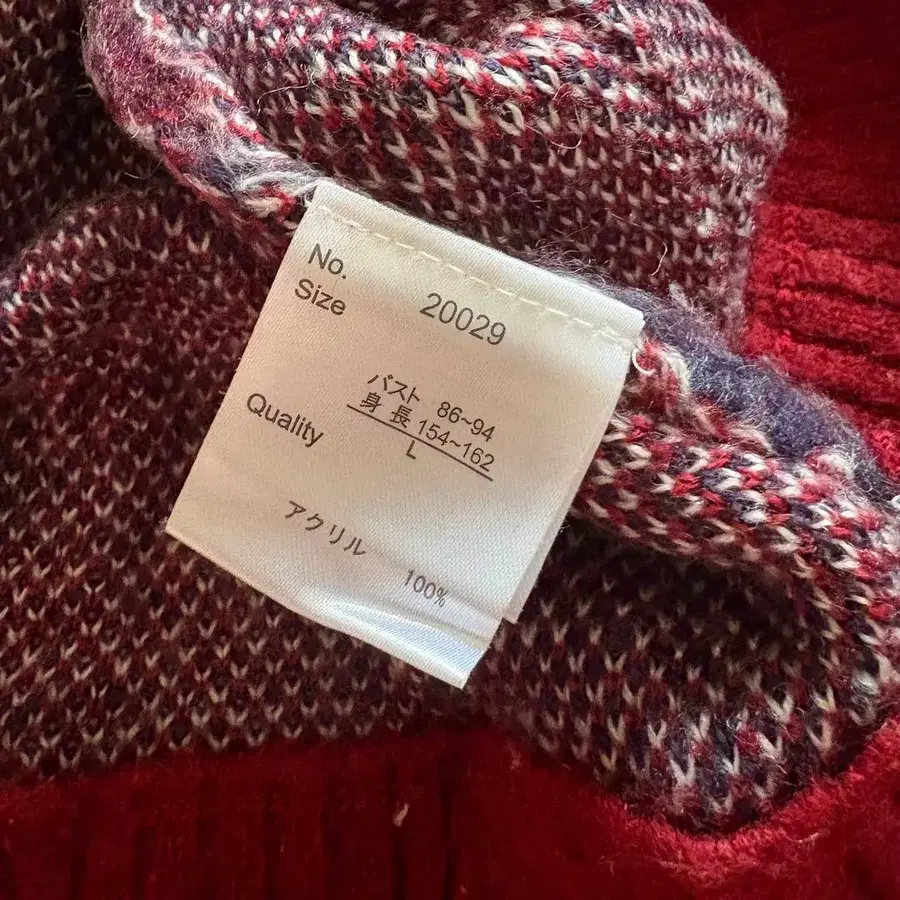 No. 20029
Size
バスト 86~94
身長 154~162
L
Quality
アクリル
100%